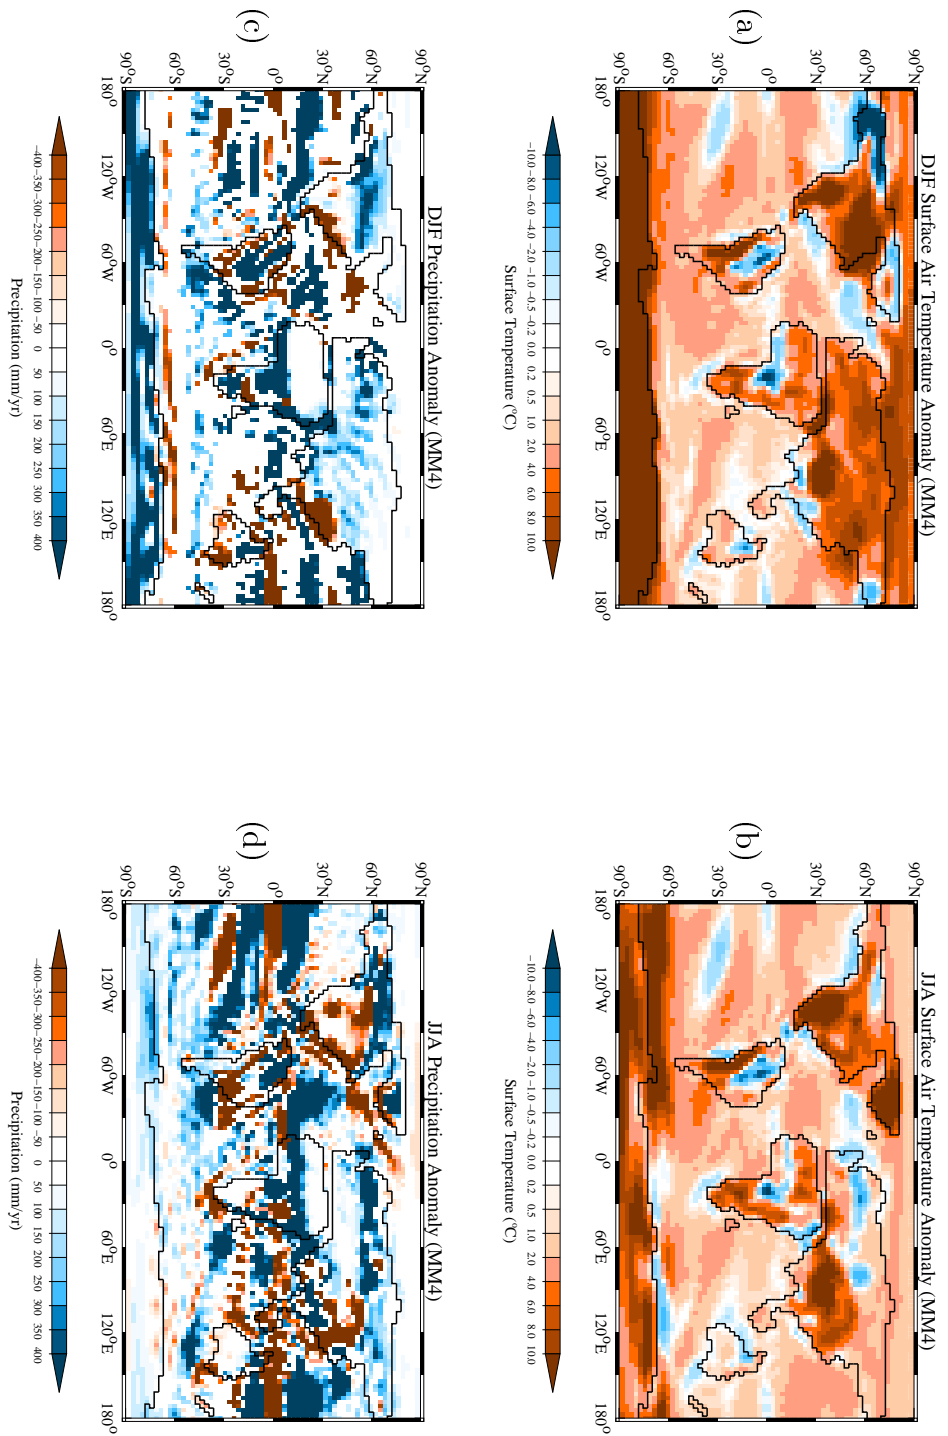 (a)
DJF Surface Air Temperature Anomaly (MM4)
90°N
60°N
30°N
0°
30°S
60°S
90°S
180° 120°W 60°W 0° 60°E 120°E 180°
−10.0 −8.0 −6.0 −4.0 −2.0 −1.0 −0.5 −0.2 0.0 0.2 0.5 1.0 2.0 4.0 6.0 8.0 10.0
Surface Temperature (°C)
(b)
JJA Surface Air Temperature Anomaly (MM4)
90°N
60°N
30°N
0°
30°S
60°S
90°S
180° 120°W 60°W 0° 60°E 120°E 180°
−10.0 −8.0 −6.0 −4.0 −2.0 −1.0 −0.5 −0.2 0.0 0.2 0.5 1.0 2.0 4.0 6.0 8.0 10.0
Surface Temperature (°C)
(c)
DJF Precipitation Anomaly (MM4)
90°N
60°N
30°N
0°
30°S
60°S
90°S
180° 120°W 60°W 0° 60°E 120°E 180°
−400 −350 −300 −250 −200 −150 −100 −50 0 50 100 150 200 250 300 350 400
Precipitation (mm/yr)
(d)
JJA Precipitation Anomaly (MM4)
90°N
60°N
30°N
0°
30°S
60°S
90°S
180° 120°W 60°W 0° 60°E 120°E 180°
−400 −350 −300 −250 −200 −150 −100 −50 0 50 100 150 200 250 300 350 400
Precipitation (mm/yr)